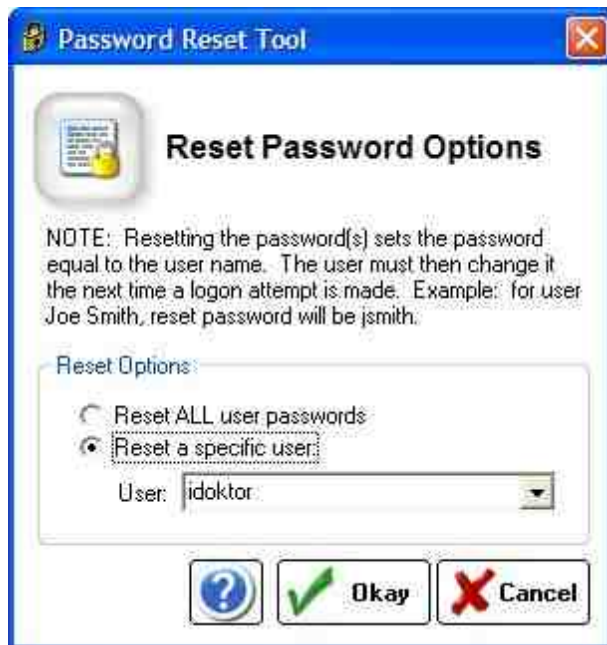 Password Reset Tool
Reset Password Options
NOTE:  Resetting the password(s) sets the password
equal to the user name.  The user must then change it
the next time a logon attempt is made.  Example:  for user
Joe Smith, reset password will be jsmith.
Reset Options
Reset ALL user passwords
Reset a specific user:
User: idoktor
? Okay Cancel